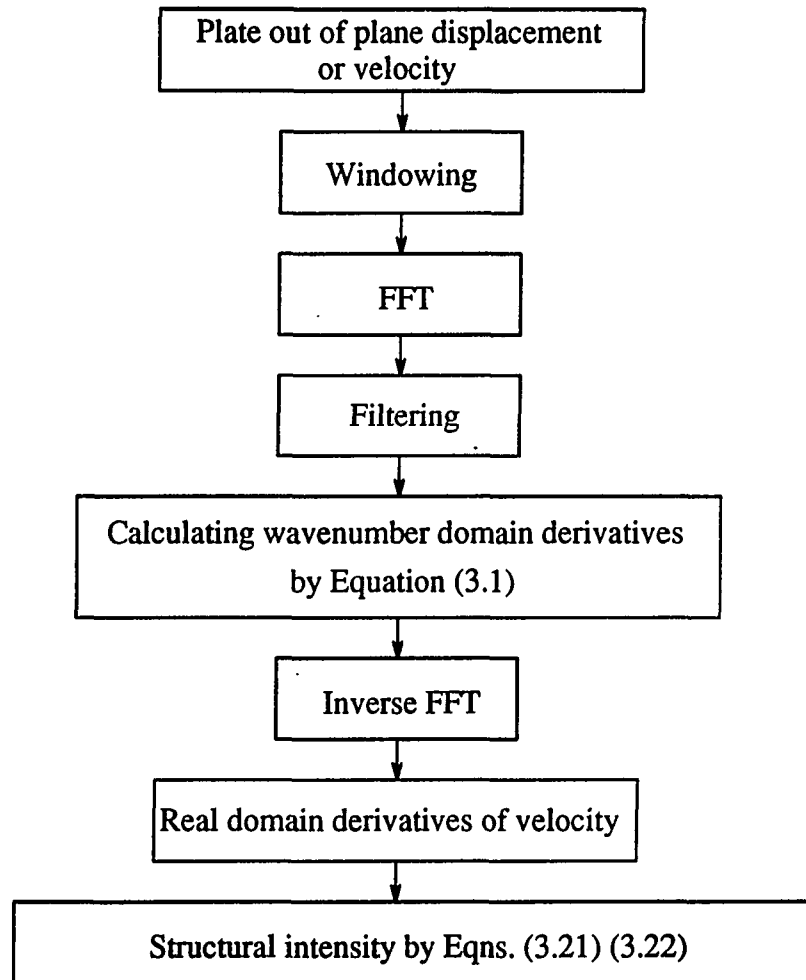 Plate out of plane displacement
or velocity
Windowing
FFT
Filtering
Calculating wavenumber domain derivatives
by Equation (3.1)
Inverse FFT
Real domain derivatives of velocity
Structural intensity by Eqns. (3.21) (3.22)